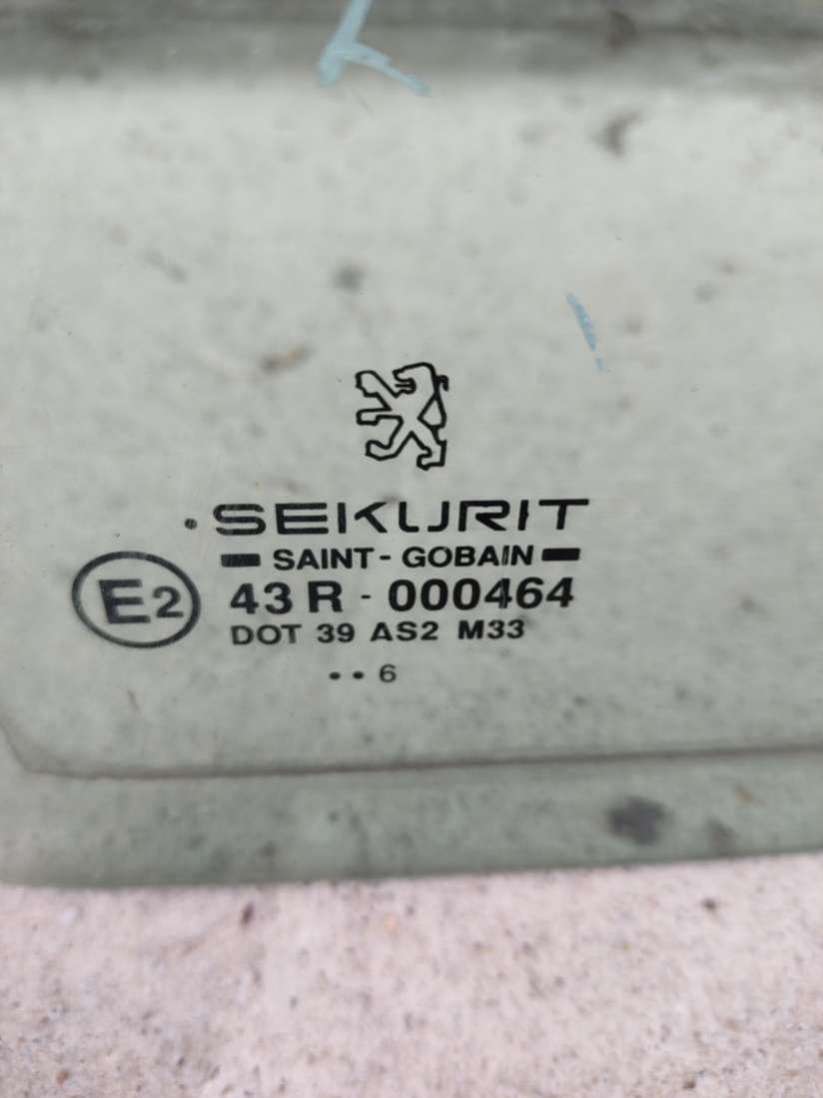 SEKURIT
SAINT-GOBAIN
E2 43 R - 000464
DOT 39 AS2 M33
•• 6